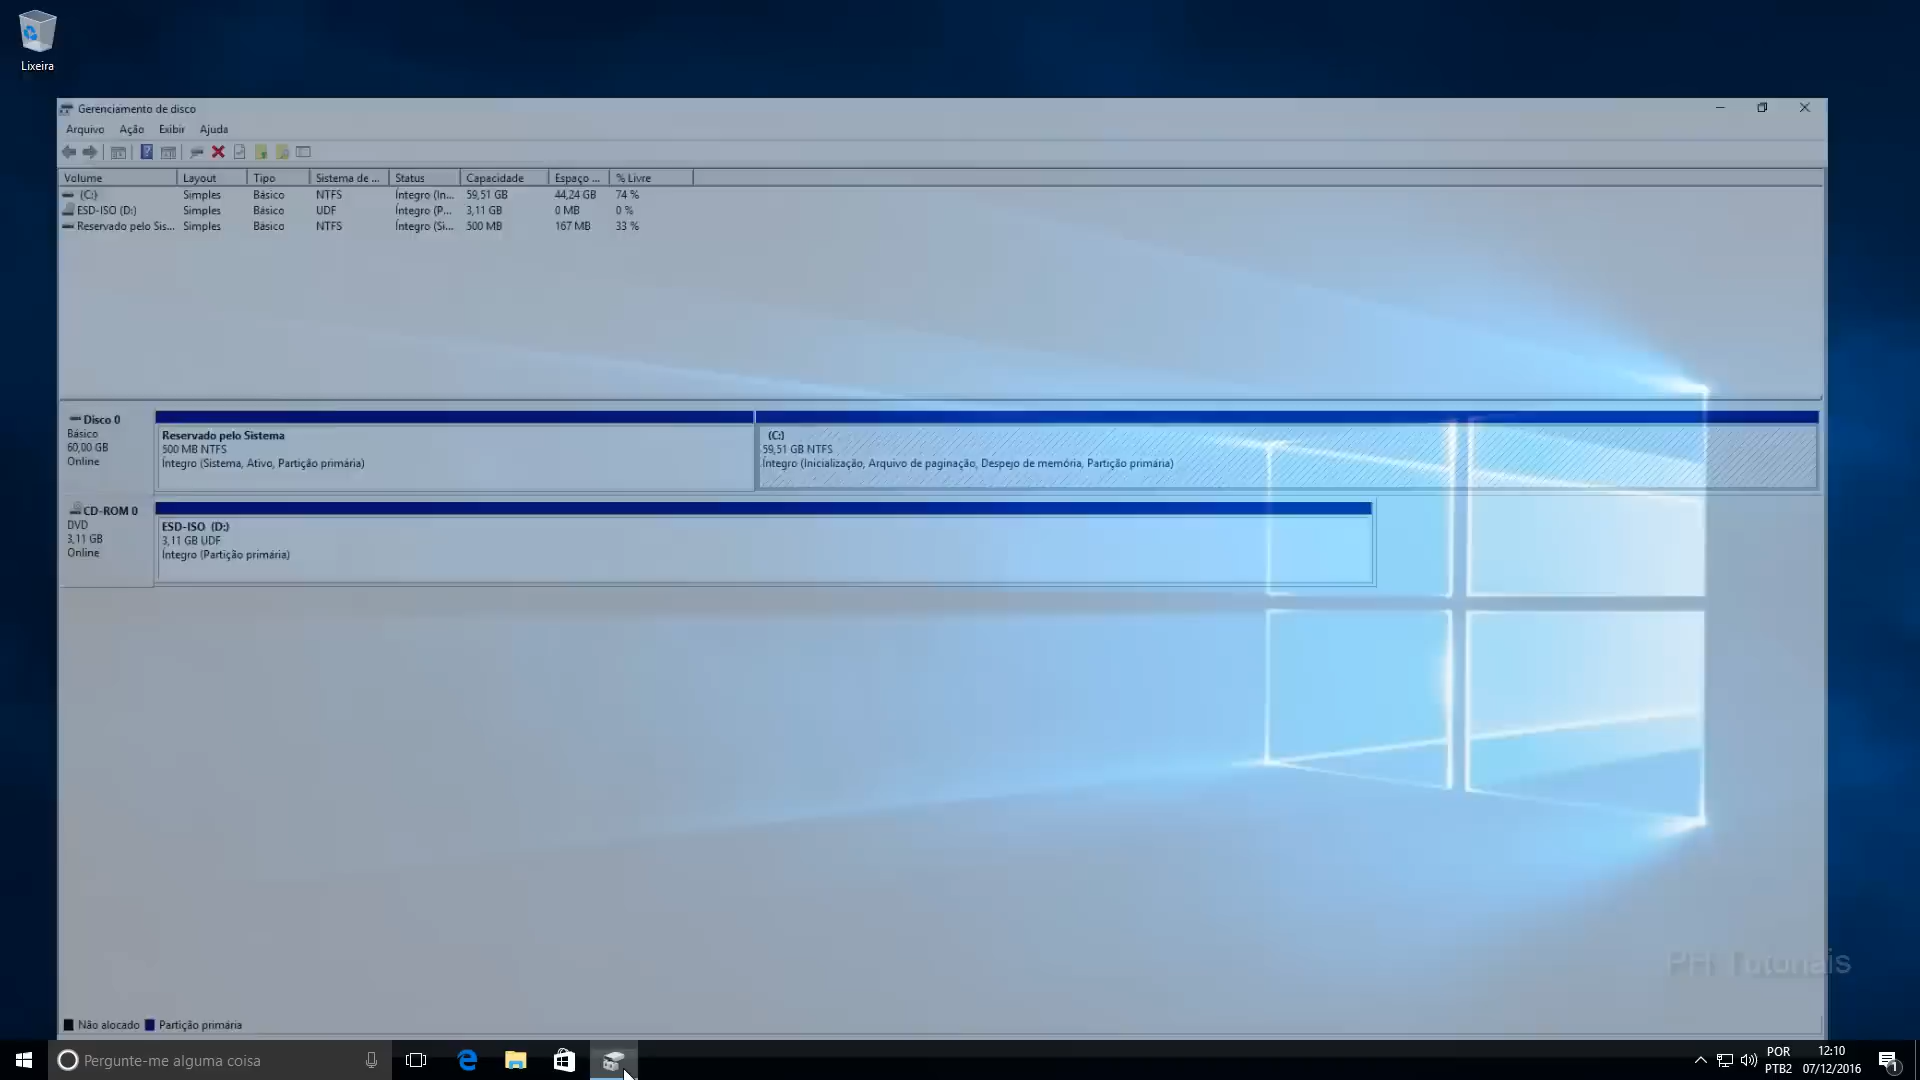 Lixeira
Gerenciamento de disco
Arquivo Ação Exibir Ajuda
Volume Layout Tipo Sistema de ... Status Capacidade Espaço ... % Livre
(C:) Simples Básico NTFS Íntegro (In... 59,51 GB 44,24 GB 74 %
ESD-ISO (D:) Simples Básico UDF Íntegro (P... 3,11 GB 0 MB 0 %
Reservado pelo Sis... Simples Básico NTFS Íntegro (Si... 500 MB 167 MB 33 %
Disco 0
Básico
60,00 GB
Online
Reservado pelo Sistema
500 MB NTFS
Íntegro (Sistema, Ativo, Partição primária)
(C:)
59,51 GB NTFS
Íntegro (Inicialização, Arquivo de paginação, Despejo de memória, Partição primária)
CD-ROM 0
DVD
3,11 GB
Online
ESD-ISO (D:)
3,11 GB UDF
Íntegro (Partição primária)
PH Tutoriais
Não alocado Partição primária
Pergunte-me alguma coisa
POR
PTB2
12:10
07/12/2016
1